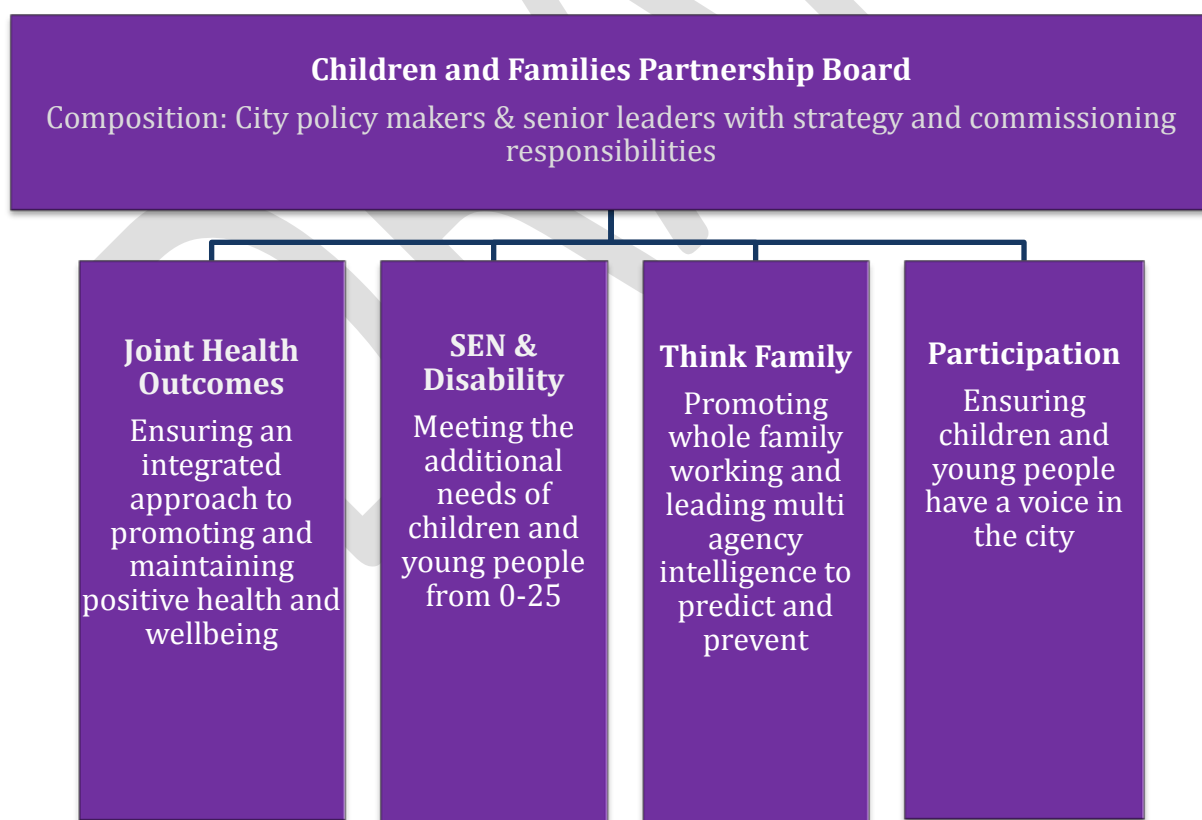 Children and Families Partnership Board
Composition: City policy makers & senior leaders with strategy and commissioning
responsibilities
Joint Health
Outcomes
Ensuring an
integrated
approach to
promoting and
maintaining
positive health and
wellbeing
SEN &
Disability
Meeting the
additional
needs of
children and
young people
from 0-25
Think Family
Promoting
whole family
working and
leading multi
agency
intelligence to
predict and
prevent
Participation
Ensuring
children and
young people
have a voice in
the city